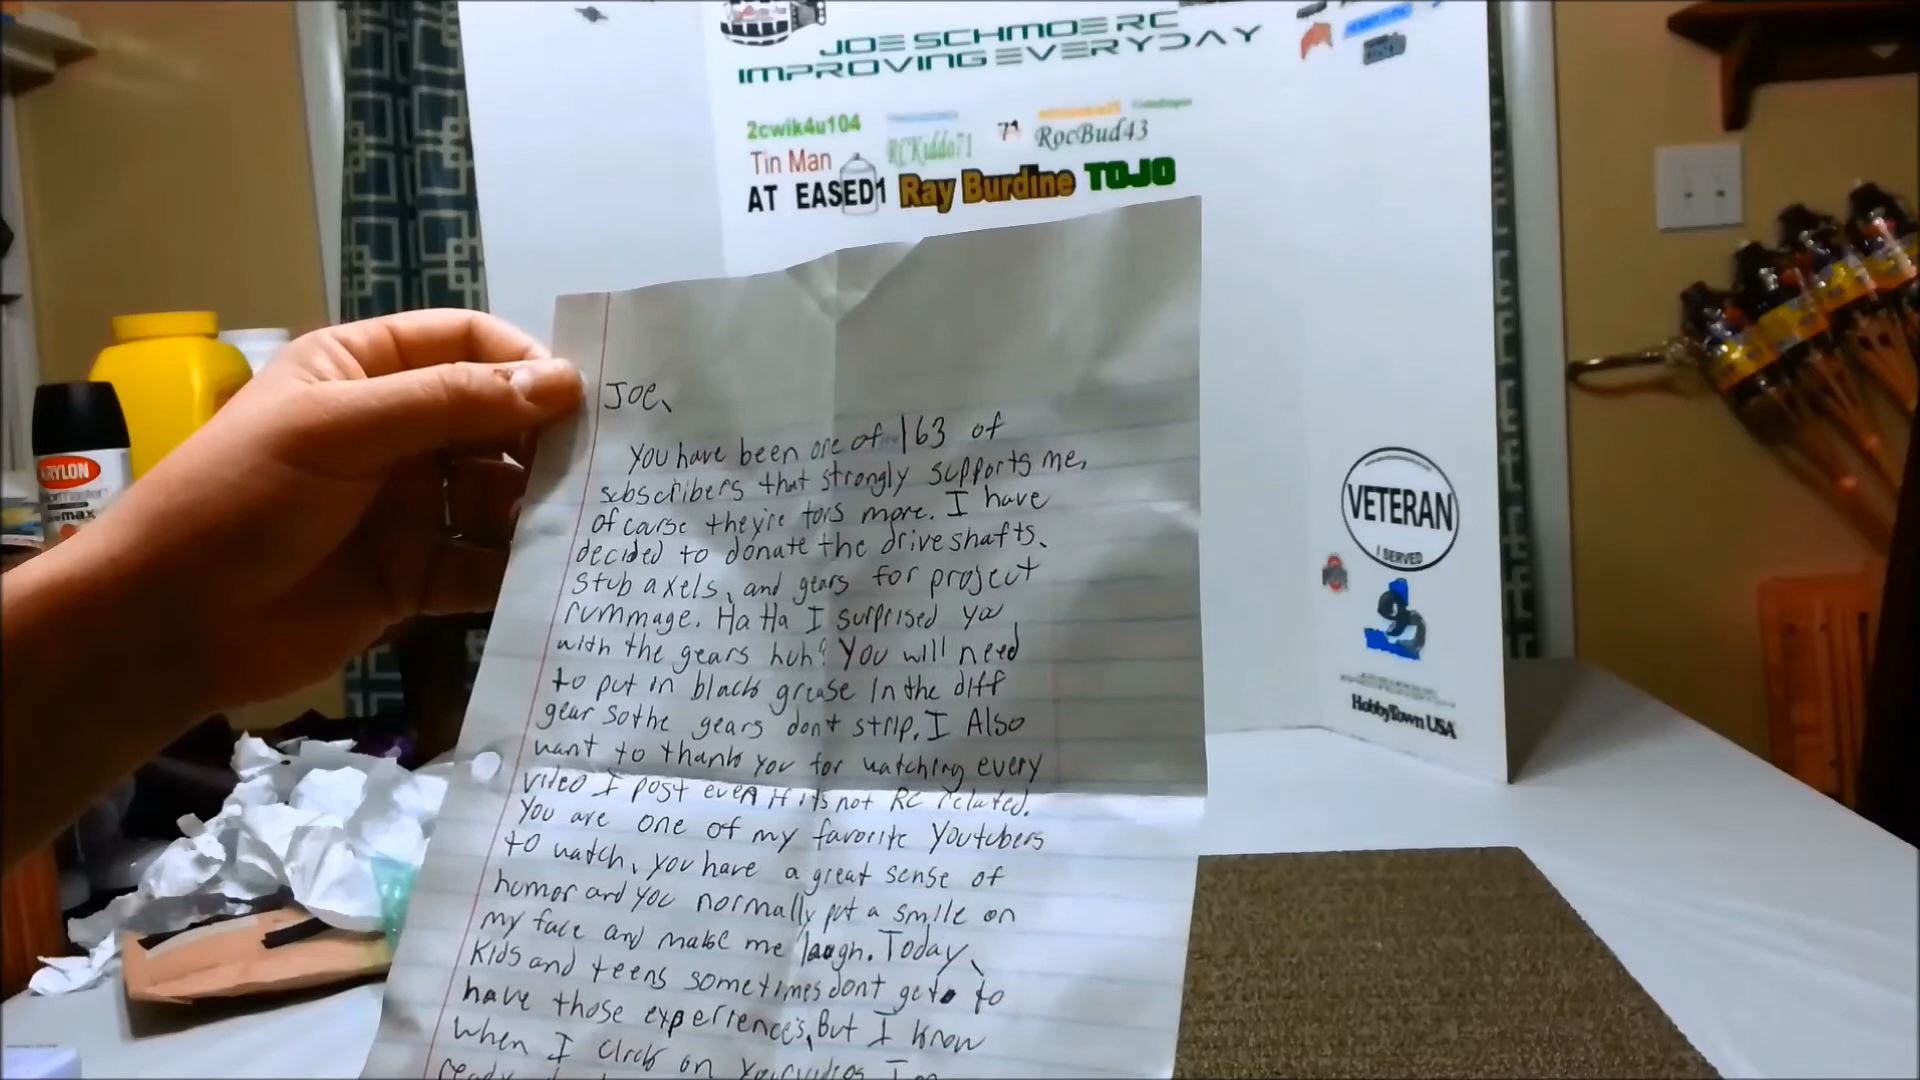 JOE SCHMOE RC
IMPROVING EVERYDAY
2cwik4u104
RCKiddo71
71
RocBud43
Tin Man
AT EASED1
Ray Burdine
TOJO
KRYLON
max
VETERAN
I SERVED
HobbyTown USA
Joe,
You have been one of 163 of
subscribers that strongly supports me,
of carse they're tons more. I have
decided to donate the driveshafts,
stub axels, and gears for project
rummage. Ha Ha I surprised you
with the gears huh? You will need
to put in black grease in the diff
gear so the gears don't strip. I Also
want to thank you for watching every
video I post even if its not RC related.
You are one of my favorite Youtubers
to watch, you have a great sense of
humor and you normally put a smile on
my face and make me laugh. Today,
Kids and teens sometimes dont get to
have those experiences, But I know
when I click on your videos I'm
ready